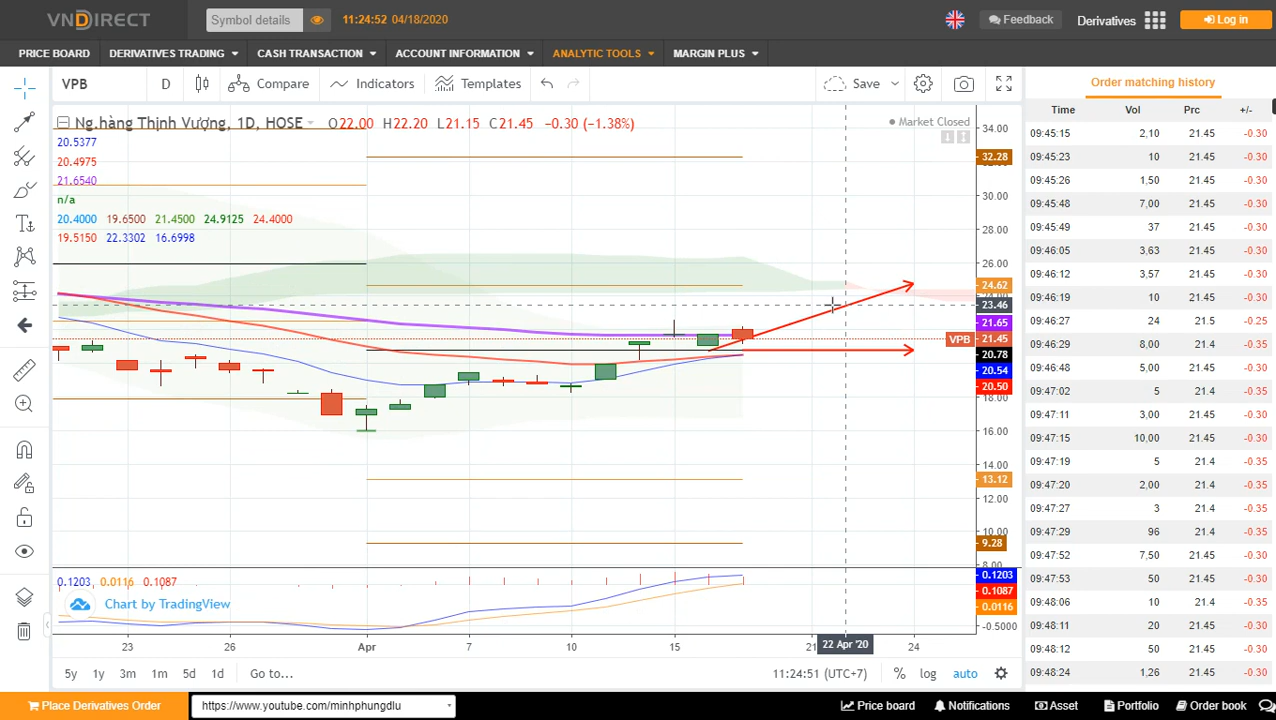 VNDIRECT Symbol details 11:24:52 04/18/2020 Feedback Derivatives Log in
PRICE BOARD DERIVATIVES TRADING CASH TRANSACTION ACCOUNT INFORMATION ANALYTIC TOOLS MARGIN PLUS
VPB D Compare Indicators Templates Save
Ng.hàng Thịnh Vượng, 1D, HOSE O22.00 H22.20 L21.15 C21.45 −0.30 (−1.38%) Market Closed
20.5377
20.4975
21.6540
n/a
20.4000 19.6500 21.4500 24.9125 24.4000
19.5150 22.3302 16.6998
34.00
32.28
30.00
28.00
26.00
24.62
23.46
21.65
VPB 21.45
20.78
20.54
20.50
18.00
16.00
14.00
13.12
12.00
10.00
9.28
8.00
0.1203 0.0116 0.1087
0.1203
0.1087
0.0116
-0.5000
Chart by TradingView
23 26 Apr 7 10 15 21 22 Apr '20 24
5y 1y 3m 1m 5d 1d Go to... 11:24:51 (UTC+7) % log auto
Order matching history
Time Vol Prc +/-
09:45:15 2,10 21.45 -0.30
09:45:23 10 21.45 -0.30
09:45:26 1,50 21.45 -0.30
09:45:48 7,00 21.45 -0.30
09:45:49 37 21.45 -0.30
09:46:05 3,63 21.45 -0.30
09:46:12 3,57 21.45 -0.30
09:46:19 10 21.45 -0.30
09:46:27 24 21.5 -0.25
09:46:29 8,00 21.4 -0.35
09:46:48 5,00 21.4 -0.35
09:47:02 5 21.4 -0.35
09:47:11 3,00 21.45 -0.30
09:47:15 10,00 21.45 -0.30
09:47:19 5 21.4 -0.35
09:47:20 2,00 21.4 -0.35
09:47:27 3 21.4 -0.35
09:47:29 96 21.4 -0.35
09:47:52 7,50 21.45 -0.30
09:47:53 50 21.45 -0.30
09:48:06 10 21.4 -0.35
09:48:11 20 21.45 -0.30
09:48:12 50 21.45 -0.30
09:48:24 1,26 21.45 -0.30
Place Derivatives Order https://www.youtube.com/minhphungdlu Price board Notifications Asset Portfolio Order book